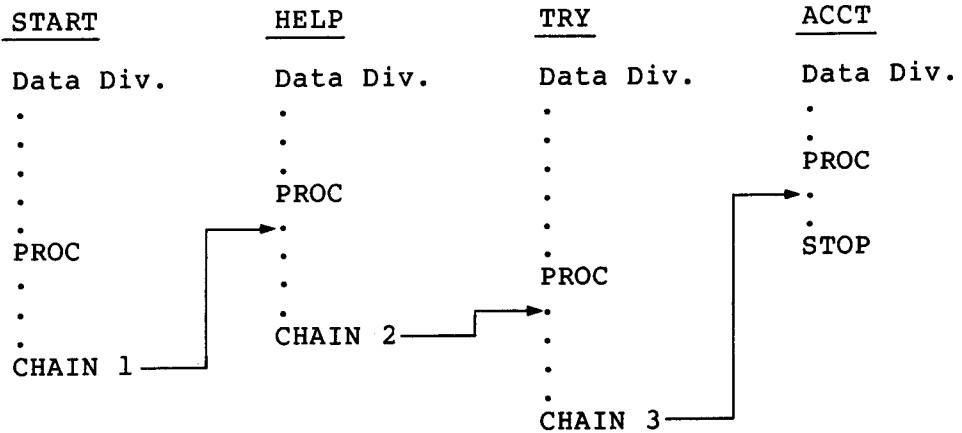 START
Data Div.
PROC
CHAIN 1
HELP
Data Div.
PROC
CHAIN 2
TRY
Data Div.
PROC
CHAIN 3
ACCT
Data Div.
PROC
STOP